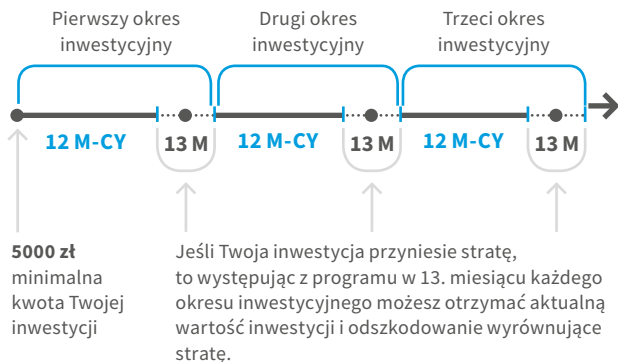 Pierwszy okres
inwestycyjny
Drugi okres
inwestycyjny
Trzeci okres
inwestycyjny
12 M-CY
13 M
12 M-CY
13 M
12 M-CY
13 M
5000 zł
minimalna
kwota Twojej
inwestycji
Jeśli Twoja inwestycja przyniesie stratę,
to występując z programu w 13. miesiącu każdego
okresu inwestycyjnego możesz otrzymać aktualną
wartość inwestycji i odszkodowanie wyrównujące
stratę.